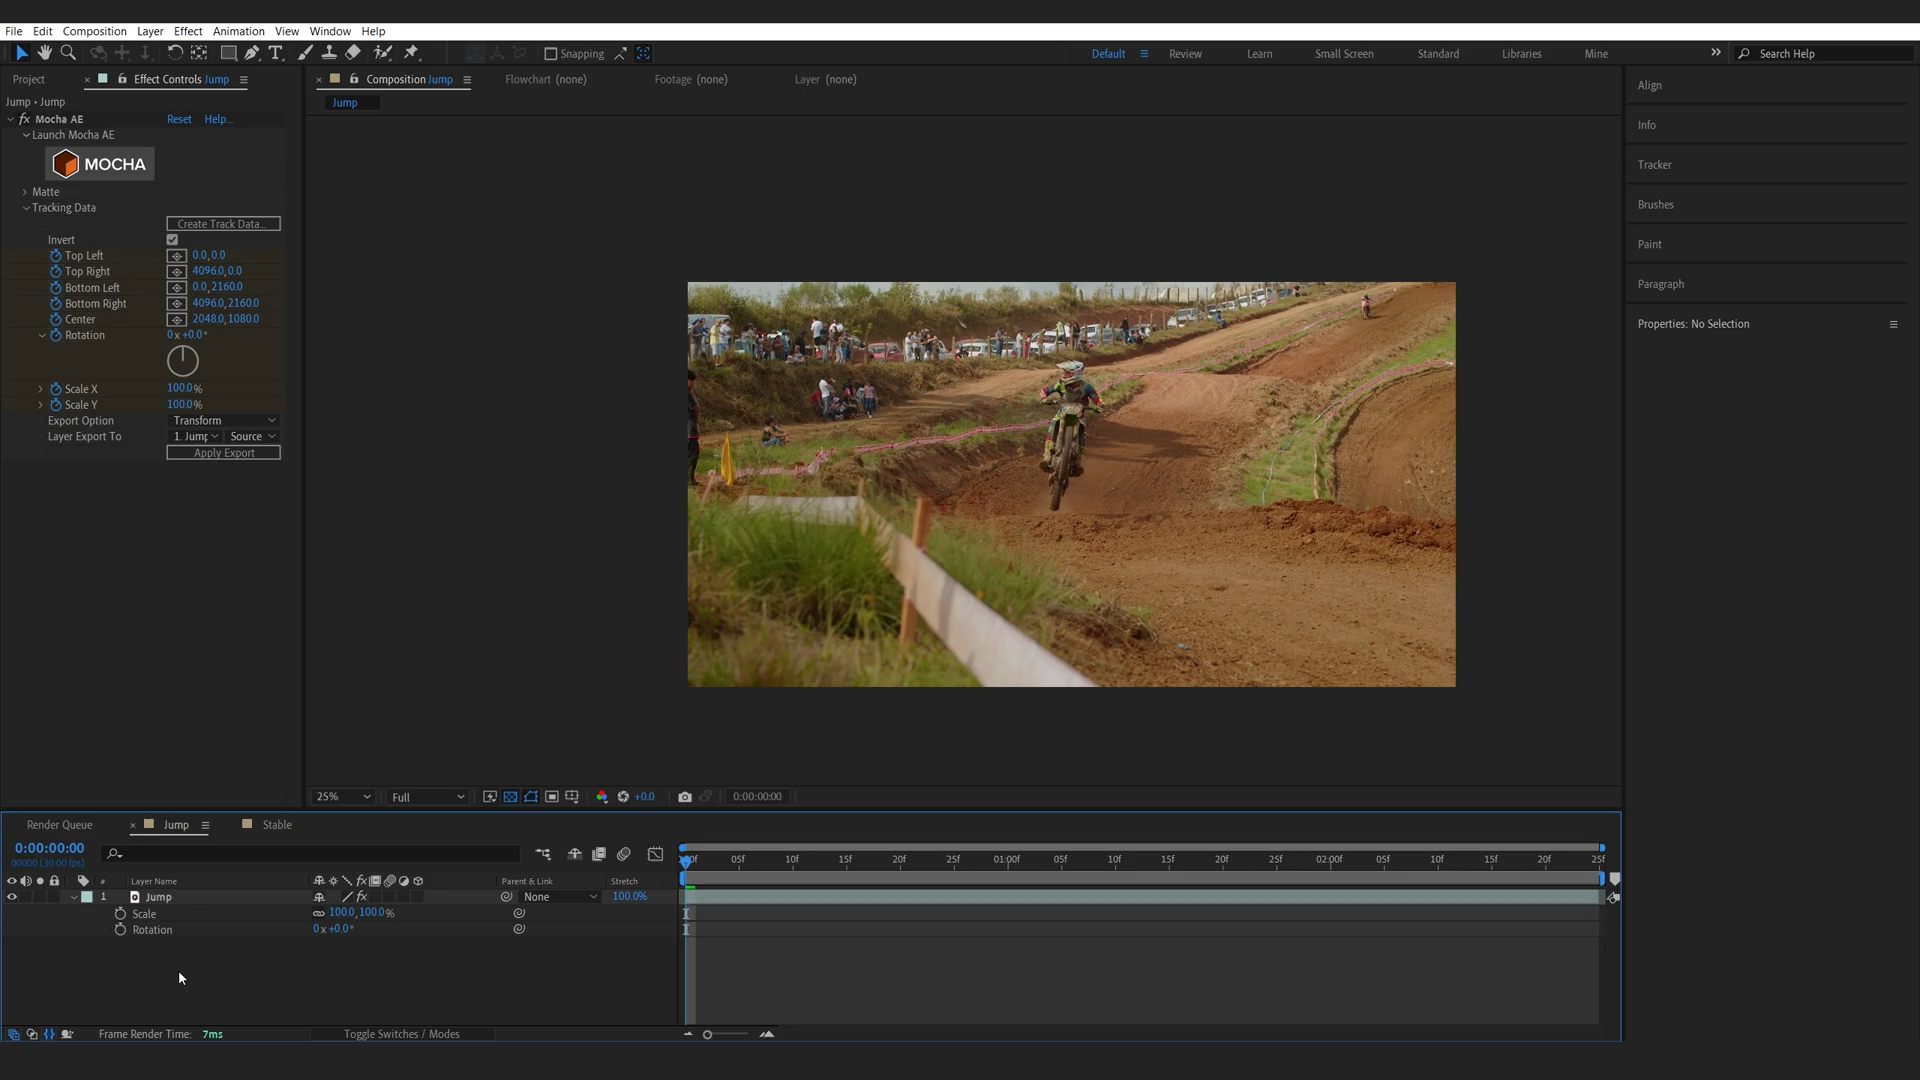 File Edit Composition Layer Effect Animation View Window Help
Snapping Default Review Learn Small Screen Standard Libraries Mine Search Help
Project Effect Controls Jump Composition Jump Flowchart (none) Footage (none) Layer (none)
Jump • Jump
Jump
fx Mocha AE Reset Help...
Launch Mocha AE
MOCHA
Matte
Tracking Data
Create Track Data...
Invert
Top Left 0.0,0.0
Top Right 4096.0,0.0
Bottom Left 0.0,2160.0
Bottom Right 4096.0,2160.0
Center 2048.0,1080.0
Rotation 0x+0.0°
Scale X 100.0%
Scale Y 100.0%
Export Option Transform
Layer Export To 1. Jump Source
Apply Export
Align
Info
Tracker
Brushes
Paint
Paragraph
Properties: No Selection
25% Full +0.0 0:00:00:00
Render Queue Jump Stable
0:00:00:00
00000 (30.00 fps)
05f 10f 15f 20f 25f 01:00f 05f 10f 15f 20f 25f 02:00f 05f 10f 15f 20f 25f
# Layer Name fx Parent & Link Stretch
1 Jump fx None 100.0%
Scale 100.0,100.0%
Rotation 0x+0.0°
Frame Render Time: 7ms Toggle Switches / Modes